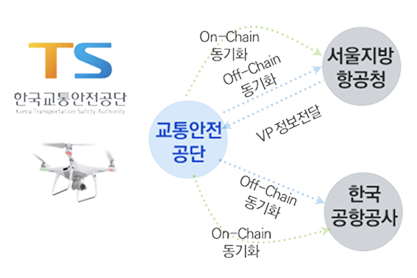 TS
한국교통안전공단
Korea Transportation Safety Authority
On-Chain
동기화
Off-Chain
동기화
서울지방
항공청
VP 정보전달
교통안전
공단
Off-Chain
동기화
On-Chain
동기화
한국
공항공사